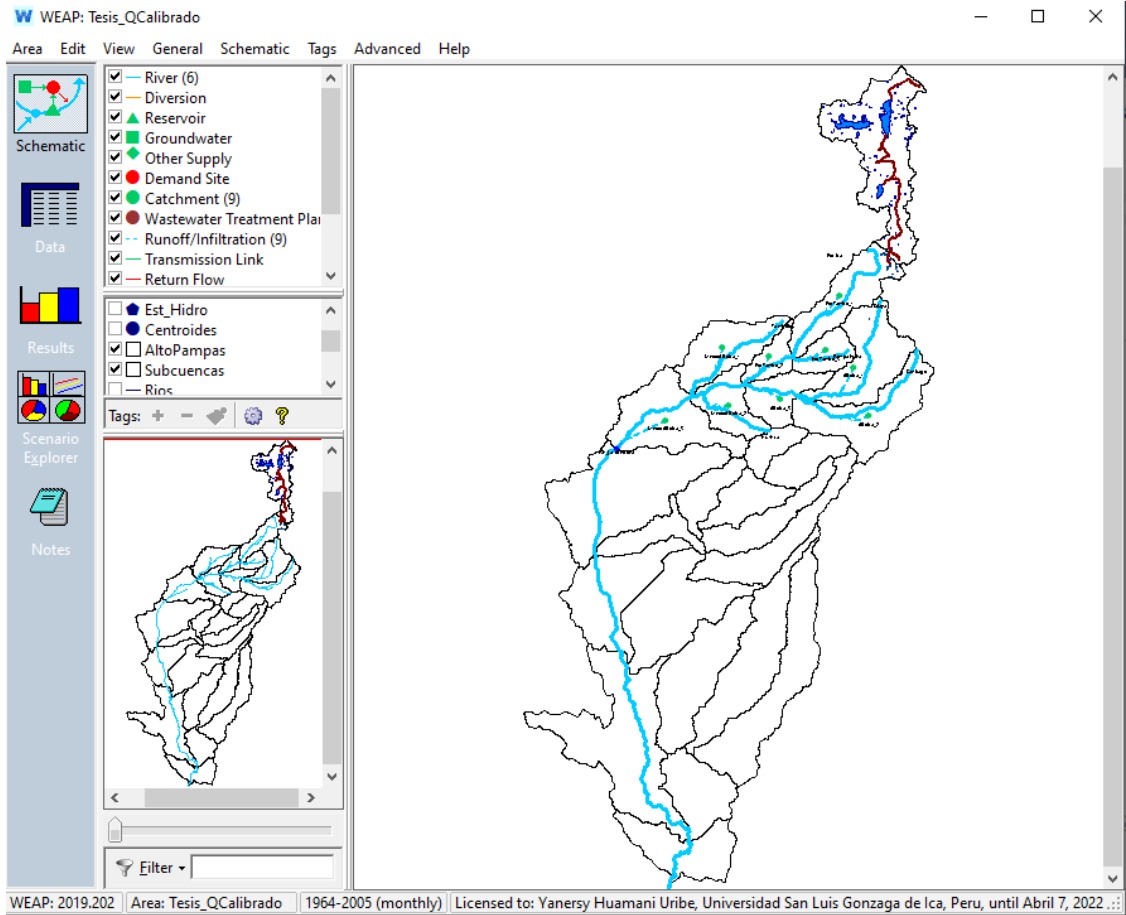 WEAP: Tesis_QCalibrado
Area Edit View General Schematic Tags Advanced Help
Schematic
Data
Results
Scenario
Explorer
Notes
River (6)
Diversion
Reservoir
Groundwater
Other Supply
Demand Site
Catchment (9)
Wastewater Treatment Plan
Runoff/Infiltration (9)
Transmission Link
Return Flow
Est_Hidro
Centroides
AltoPampas
Subcuencas
Rios
Tags:
Filter
WEAP: 2019.202 Area: Tesis_QCalibrado 1964-2005 (monthly) Licensed to: Yanersy Huamani Uribe, Universidad San Luis Gonzaga de Ica, Peru, until Abril 7, 2022